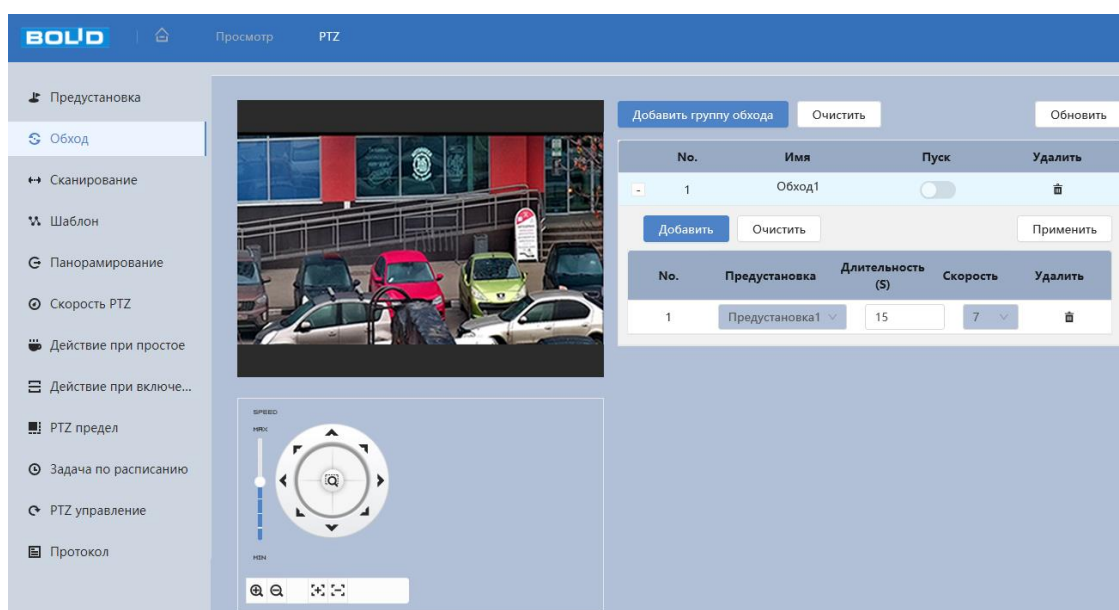 BOLID
Просмотр PTZ
Предустановка
Обход
Сканирование
Шаблон
Панорамирование
Скорость PTZ
Действие при простое
Действие при включе...
PTZ предел
Задача по расписанию
PTZ управление
Протокол
SPEED
MAX
MIN
Добавить группу обхода Очистить Обновить
No. Имя Пуск Удалить
- 1 Обход1
Добавить Очистить Применить
No. Предустановка Длительность (S) Скорость Удалить
1 Предустановка1 15 7